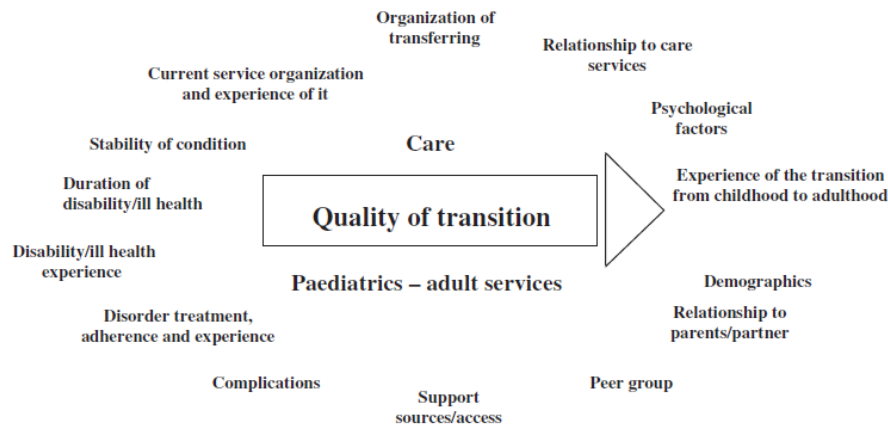 Organization of
transferring
Relationship to care
services
Current service organization
and experience of it
Psychological
factors
Stability of condition
Care
Experience of the transition
from childhood to adulthood
Duration of
disability/ill health
Quality of transition
Disability/ill health
experience
Paediatrics – adult services
Demographics
Disorder treatment,
adherence and experience
Relationship to
parents/partner
Complications
Support
sources/access
Peer group